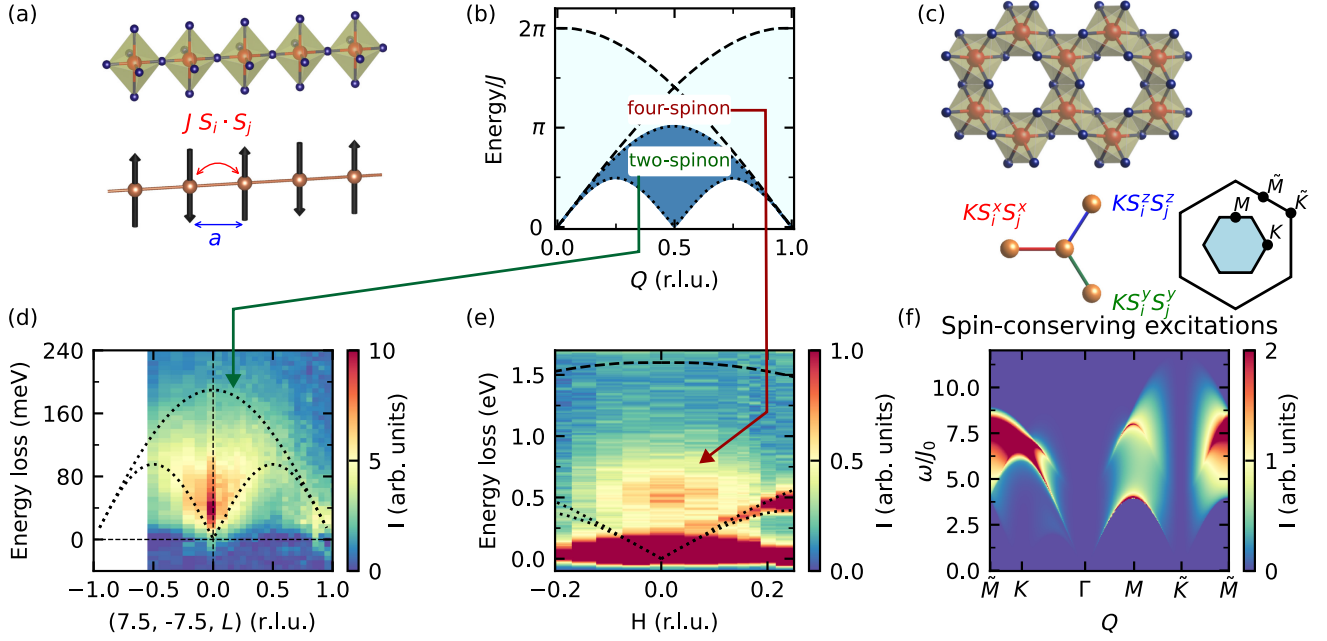 (a)
J S_i · S_j
a
(b)
Energy/J
2π
π
0
four-spinon
two-spinon
0.0 0.5 1.0
Q (r.l.u.)
(c)
KS_i^x S_j^x
KS_i^z S_j^z
KS_i^y S_j^y
M̃
K̃
M
K
(d)
Energy loss (meV)
240
160
80
0
−1.0 −0.5 0.0 0.5 1.0
(7.5, -7.5, L) (r.l.u.)
10
5
0
I (arb. units)
(e)
Energy loss (eV)
1.5
1.0
0.5
0.0
−0.2 0.0 0.2
H (r.l.u.)
1.0
0.5
0.0
I (arb. units)
(f)
Spin-conserving excitations
ω/J₀
10.0
7.5
5.0
2.5
0.0
M̃ K Γ M K̃ M̃
Q
2
1
0
I (arb. units)